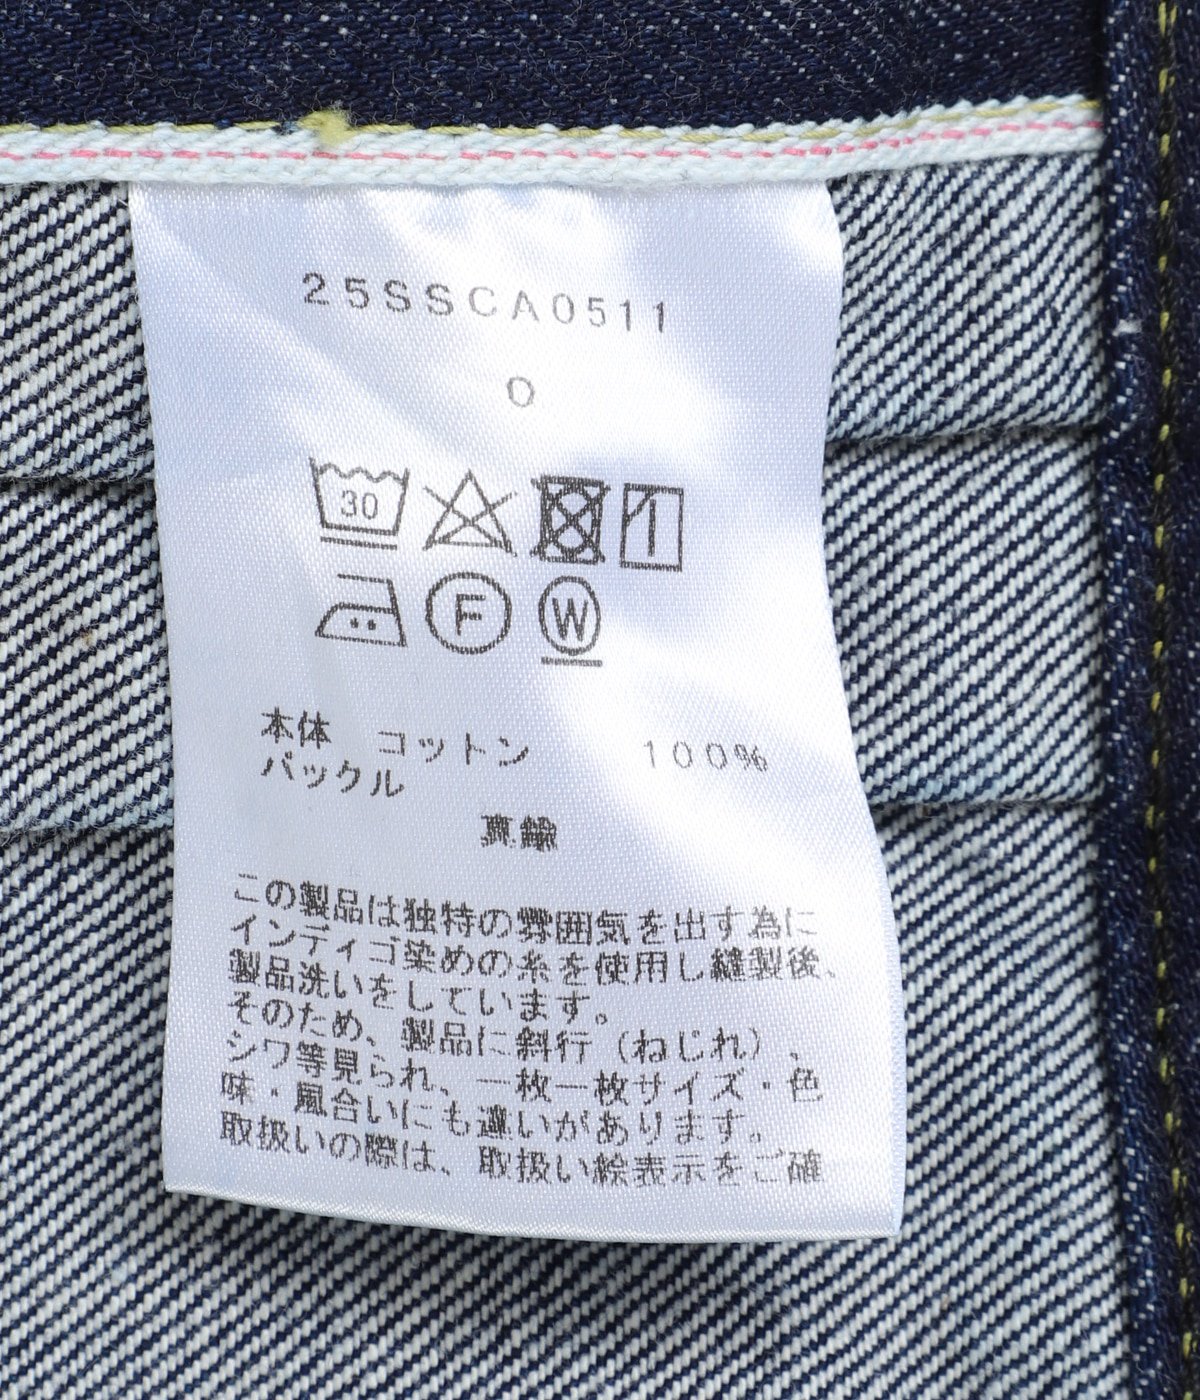 25SSCA0511
0
30
F W
本体 コットン 100%
バックル
真鍮
この製品は独特の雰囲気を出す為に
インディゴ染めの糸を使用し縫製後、
製品洗いをしています。
そのため、製品に斜行（ねじれ）、
シワ等見られ、一枚一枚サイズ・色
味・風合いにも違いがあります。
取扱いの際は、取扱い絵表示をご確